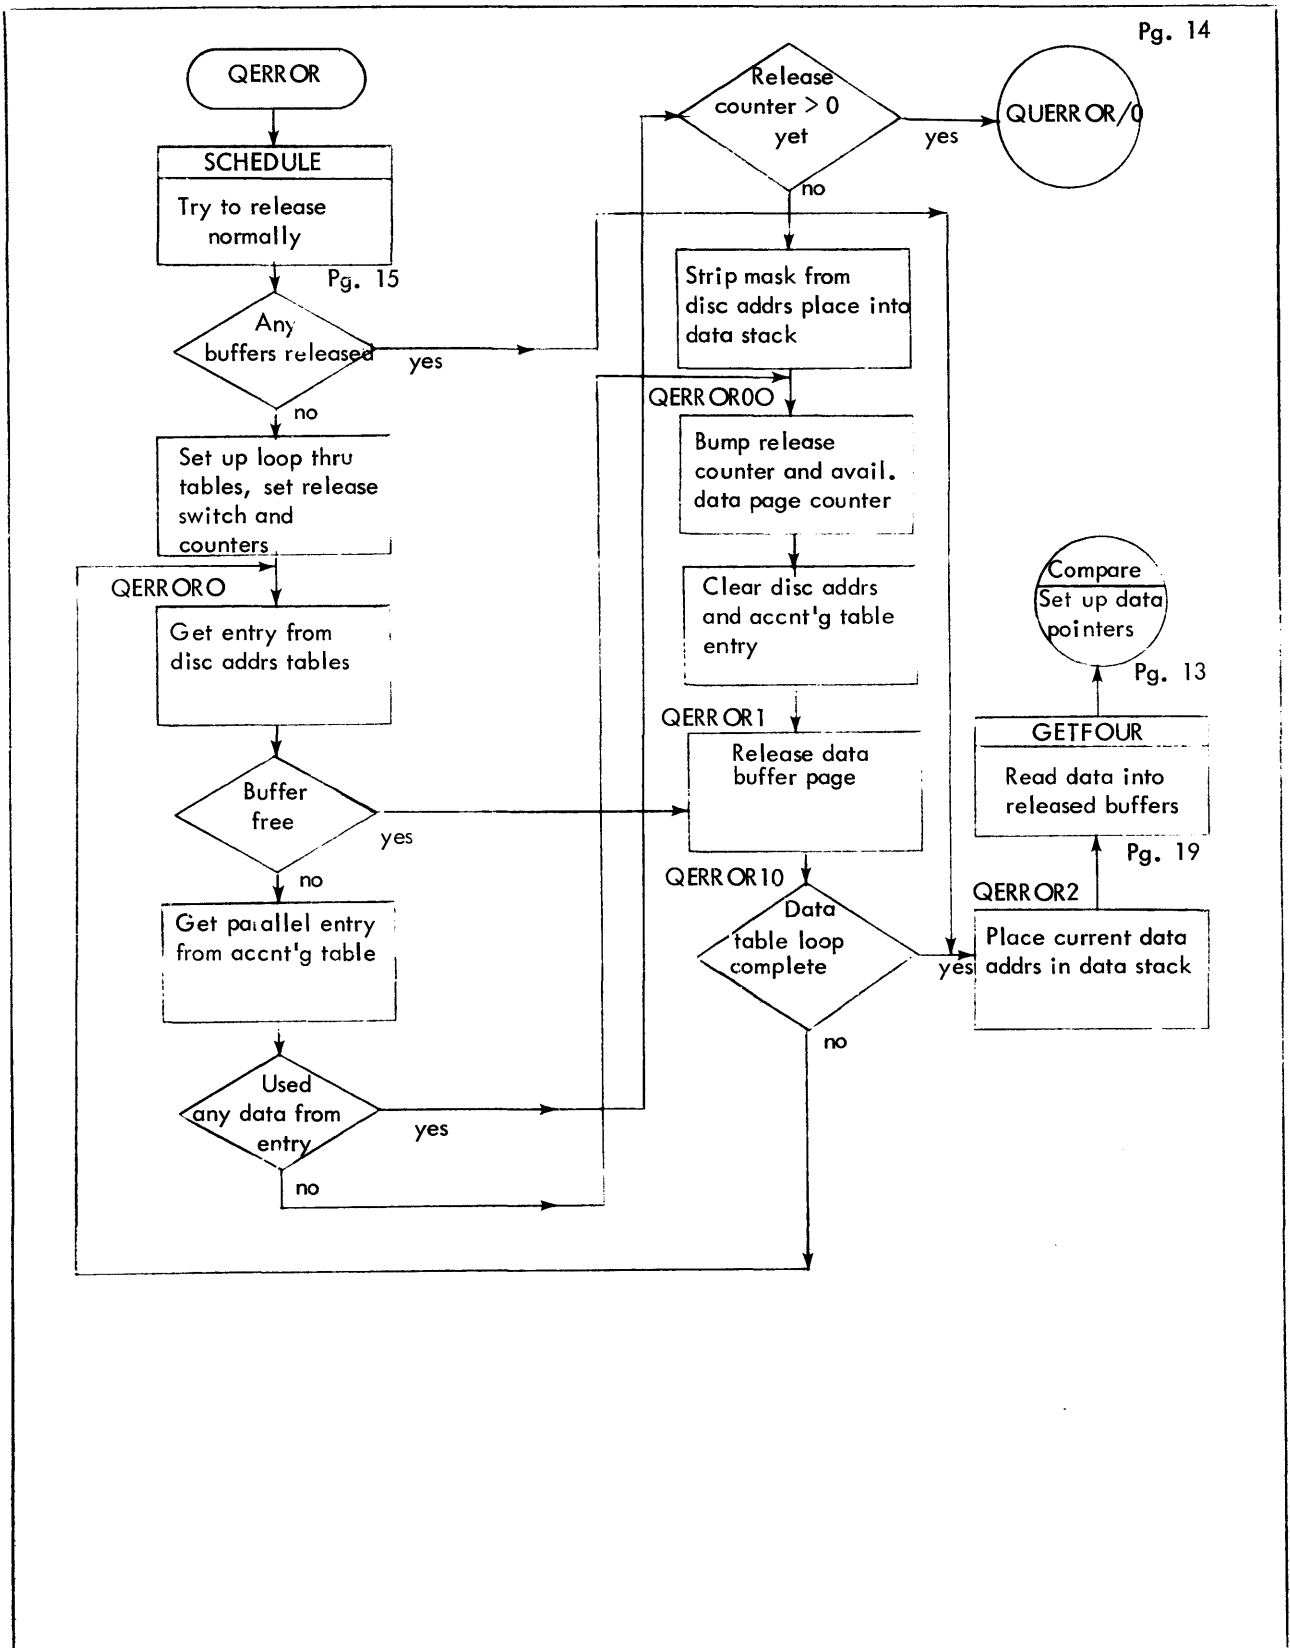 Pg. 14
QERROR
SCHEDULE
Try to release
normally
Pg. 15
Any
buffers released
yes
no
Set up loop thru
tables, set release
switch and
counters
QERROR0
Get entry from
disc addrs tables
Buffer
free
yes
no
Get parallel entry
from accnt'g table
Used
any data from
entry
yes
no
Release
counter > 0
yet
yes
QUERROR/0
no
Strip mask from
disc addrs place into
data stack
QERROR00
Bump release
counter and avail.
data page counter
Clear disc addrs
and accnt'g table
entry
QERROR1
Release data
buffer page
QERROR10
Data
table loop
complete
yes
no
Compare
Set up data
pointers
Pg. 13
GETFOUR
Read data into
released buffers
Pg. 19
QERROR2
Place current data
addrs in data stack